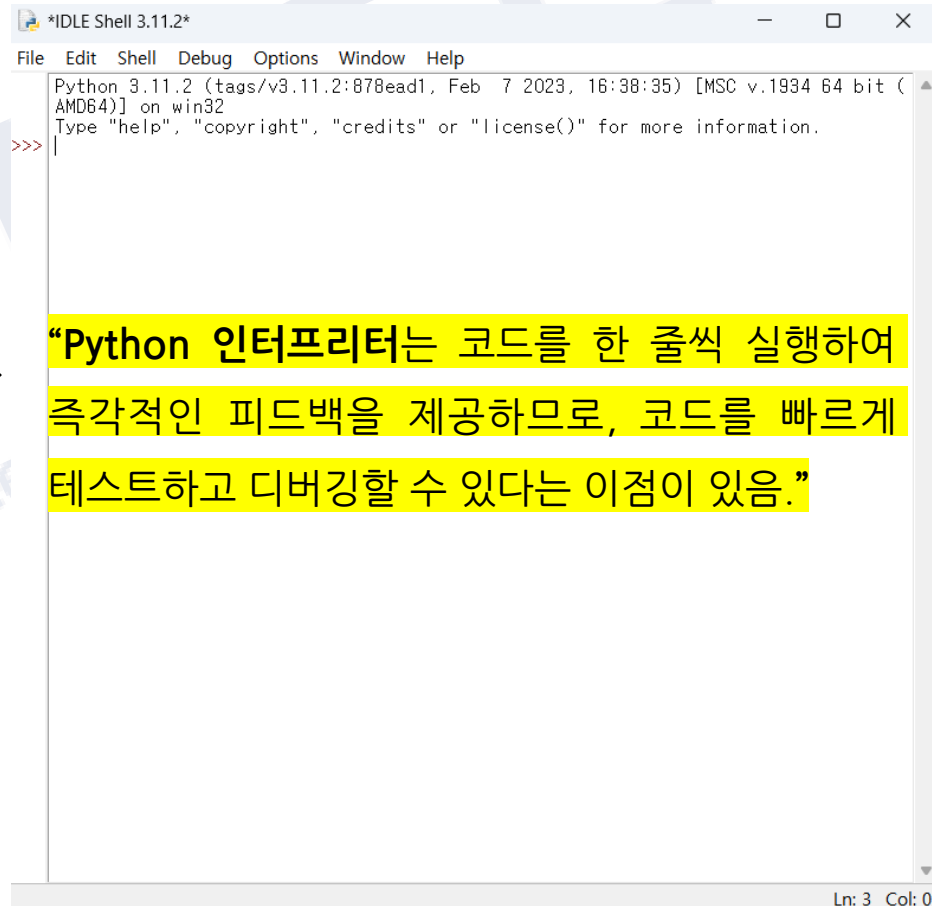 *IDLE Shell 3.11.2*
File Edit Shell Debug Options Window Help
Python 3.11.2 (tags/v3.11.2:878ead1, Feb  7 2023, 16:38:35) [MSC v.1934 64 bit (
AMD64)] on win32
Type "help", "copyright", "credits" or "license()" for more information.
>>>
“Python 인터프리터는 코드를 한 줄씩 실행하여
즉각적인 피드백을 제공하므로, 코드를 빠르게
테스트하고 디버깅할 수 있다는 이점이 있음.”
Ln: 3 Col: 0